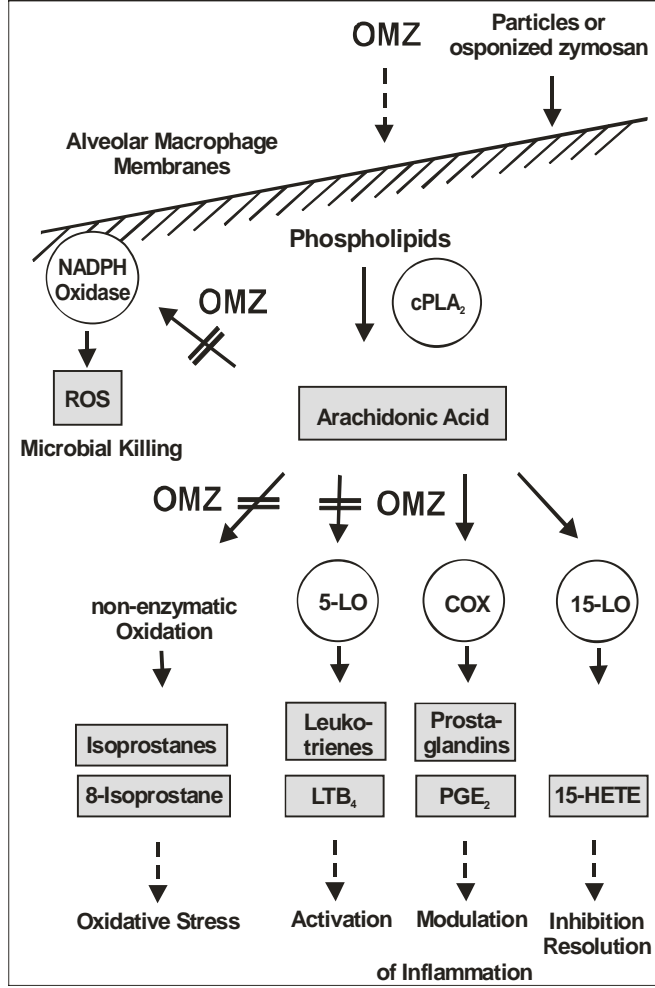 OMZ
Particles or
osponized zymosan
Alveolar Macrophage
Membranes
Phospholipids
NADPH
Oxidase
OMZ
cPLA₂
ROS
Arachidonic Acid
Microbial Killing
OMZ
OMZ
non-enzymatic
Oxidation
5-LO
COX
15-LO
Isoprostanes
Leuko-
trienes
Prosta-
glandins
8-Isoprostane
LTB₄
PGE₂
15-HETE
Oxidative Stress
Activation
Modulation
Inhibition
Resolution
of Inflammation